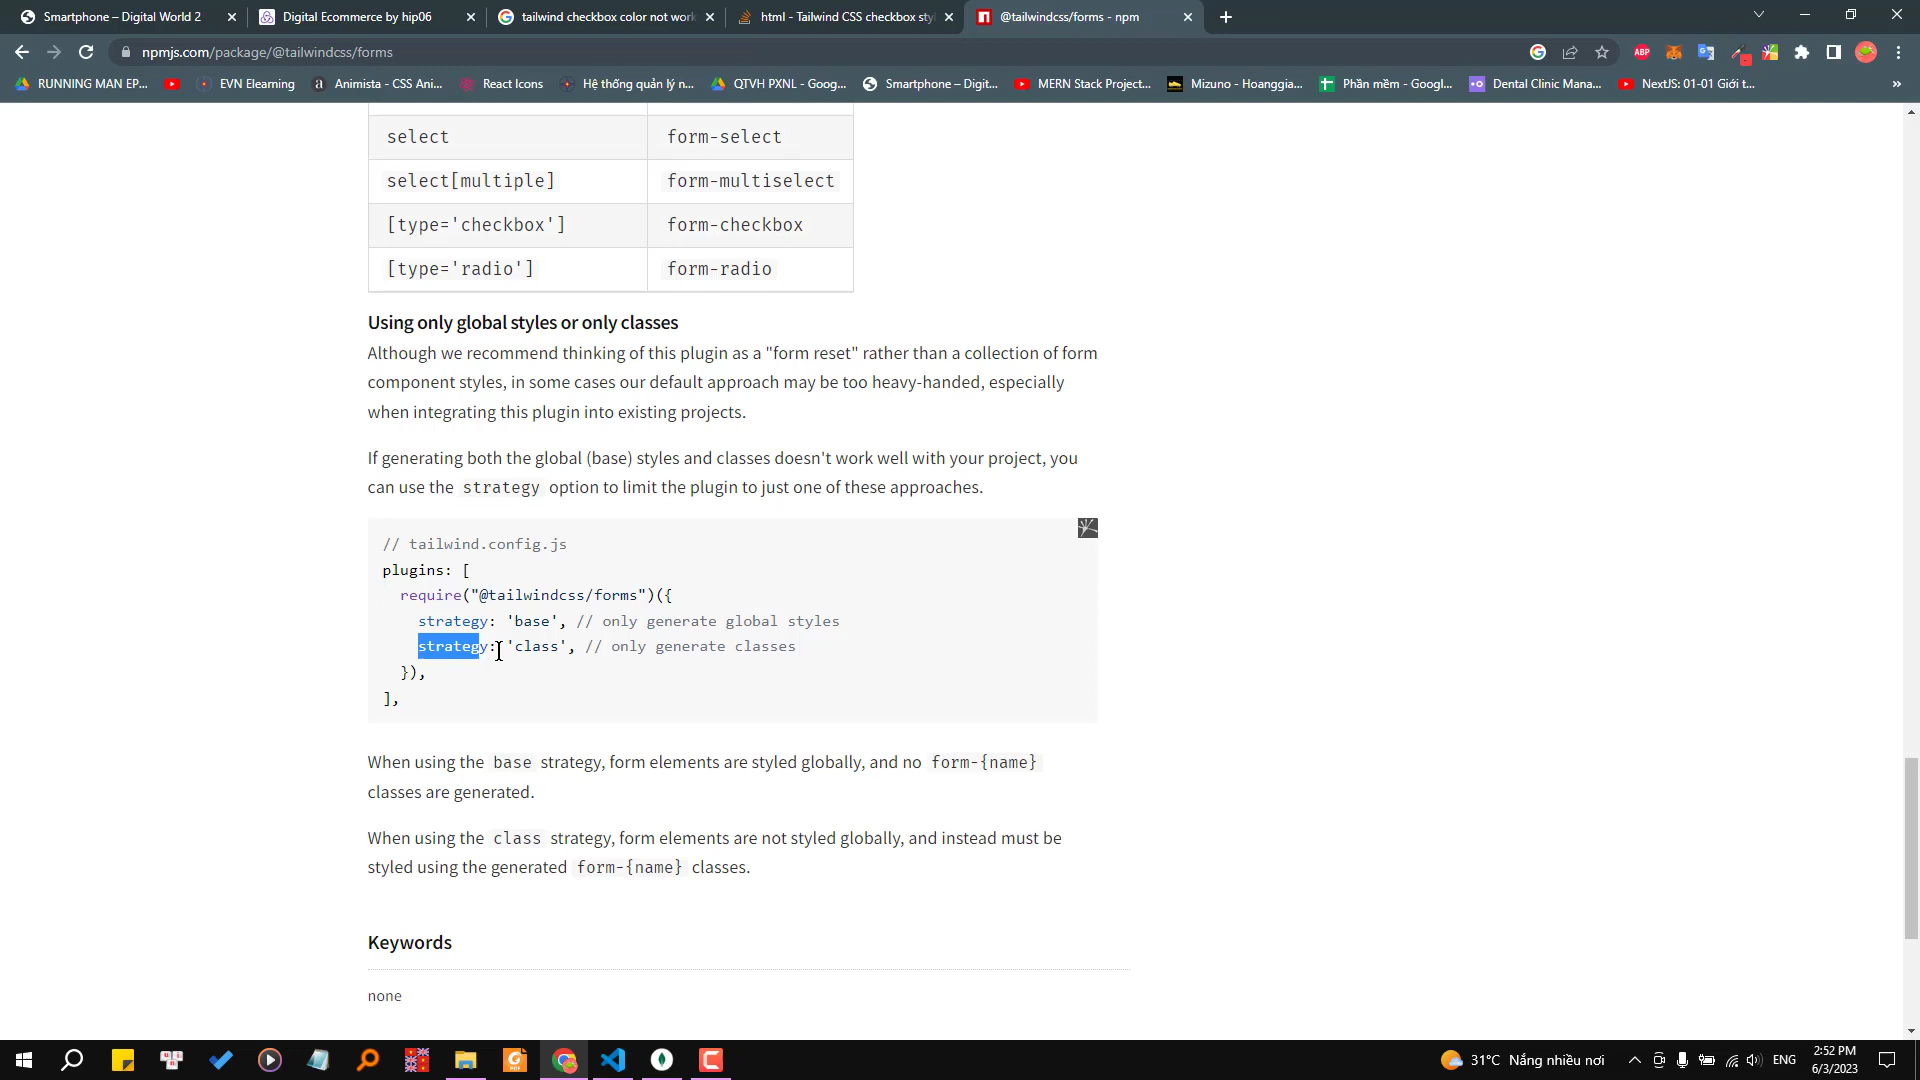 Smartphone – Digital World 2
Digital Ecommerce by hip06
tailwind checkbox color not work
html - Tailwind CSS checkbox sty
@tailwindcss/forms - npm
npmjs.com/package/@tailwindcss/forms
RUNNING MAN EP...
EVN Elearning
Animista - CSS Ani...
React Icons
Hệ thống quản lý n...
QTVH PXNL - Goog...
Smartphone – Digit...
MERN Stack Project...
Mizuno - Hoanggia...
Phần mềm - Googl...
Dental Clinic Mana...
NextJS: 01-01 Giới t...
»
select form-select
select[multiple] form-multiselect
[type='checkbox'] form-checkbox
[type='radio'] form-radio
Using only global styles or only classes
Although we recommend thinking of this plugin as a "form reset" rather than a collection of form
component styles, in some cases our default approach may be too heavy-handed, especially
when integrating this plugin into existing projects.
If generating both the global (base) styles and classes doesn't work well with your project, you
can use the strategy option to limit the plugin to just one of these approaches.
// tailwind.config.js
plugins: [
require("@tailwindcss/forms")({
strategy: 'base', // only generate global styles
strategy: 'class', // only generate classes
}),
],
When using the base strategy, form elements are styled globally, and no form-{name}
classes are generated.
When using the class strategy, form elements are not styled globally, and instead must be
styled using the generated form-{name} classes.
Keywords
none
31°C Nắng nhiều nơi
ENG
2:52 PM
6/3/2023